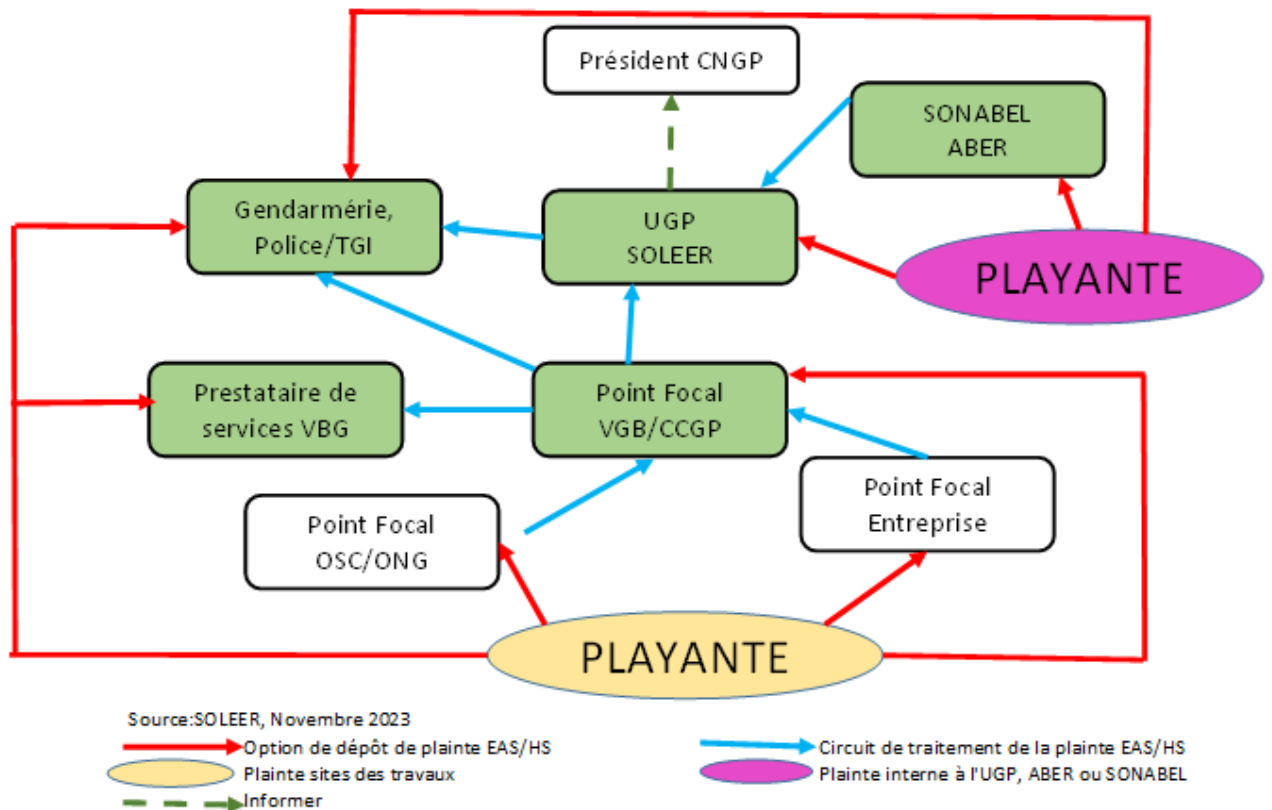 Président CNGP
SONABEL
ABER
Gendarmérie,
Police/TGI
UGP
SOLEER
PLAYANTE
Prestataire de
services VBG
Point Focal
VGB/CCGP
Point Focal
Entreprise
Point Focal
OSC/ONG
PLAYANTE
Source:SOLEER, Novembre 2023
Option de dépôt de plainte EAS/HS
Circuit de traitement de la plainte EAS/HS
Plainte sites des travaux
Plainte interne à l'UGP, ABER ou SONABEL
Informer